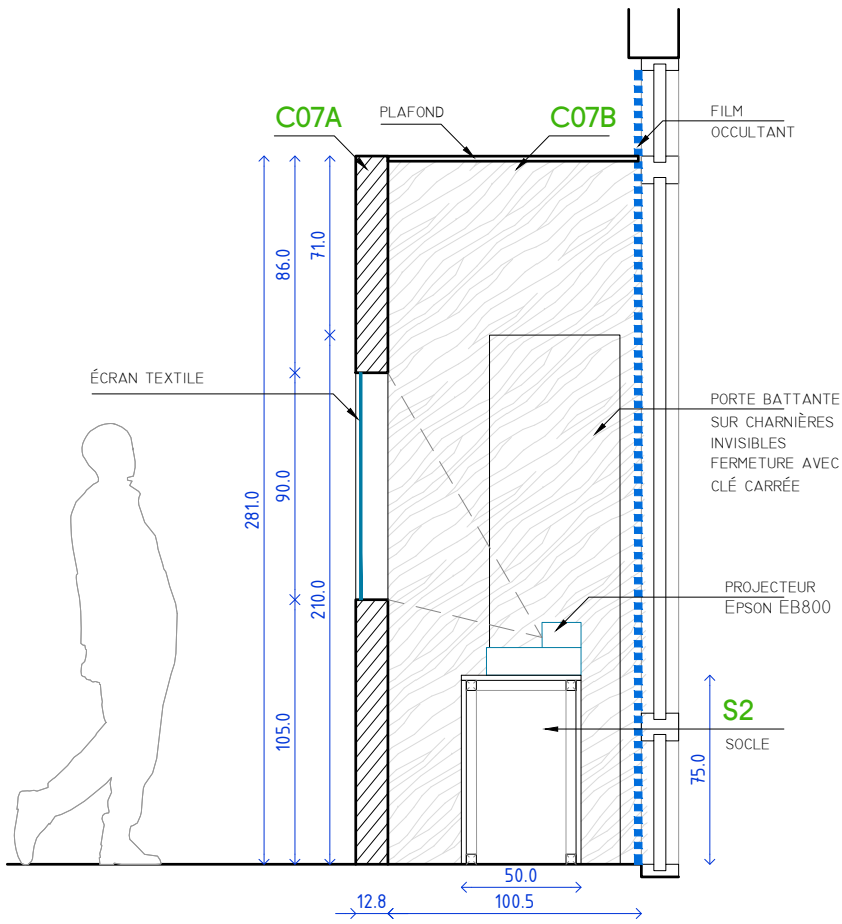 C07A
PLAFOND
C07B
FILM
OCCULTANT
86.0
71.0
ÉCRAN TEXTILE
PORTE BATTANTE
SUR CHARNIÈRES
INVISIBLES
FERMETURE AVEC
CLÉ CARRÉE
281.0
90.0
210.0
PROJECTEUR
EPSON EB800
105.0
S2
SOCLE
75.0
50.0
12.8
100.5